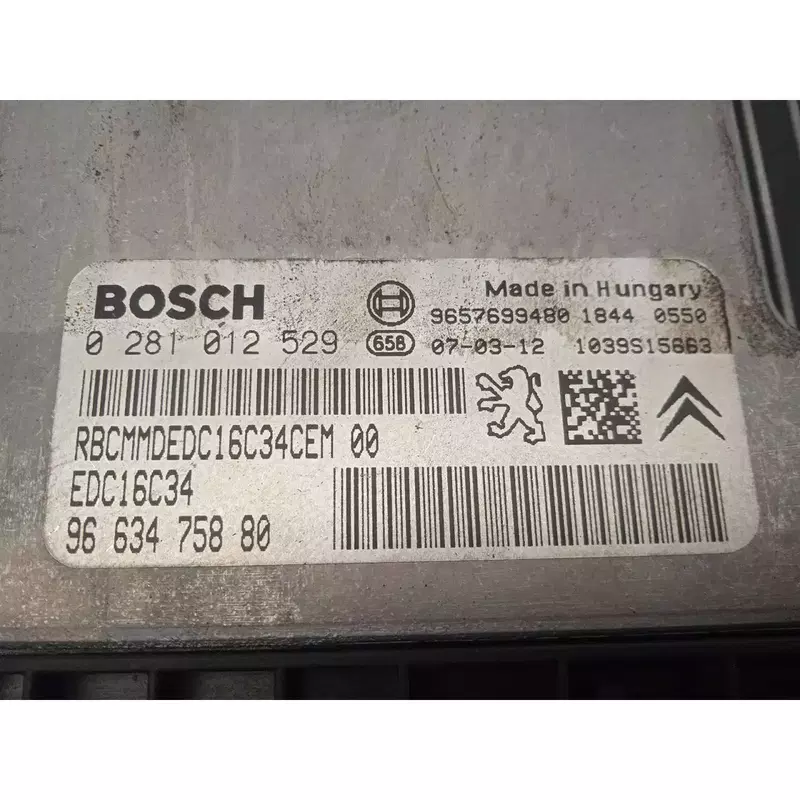 BOSCH
Made in Hungary
9657699480 1844 0550
0 281 012 529
658 07-03-12 1039S15663
RBCMMDEDC16C34CEM 00
EDC16C34
96 634 758 80